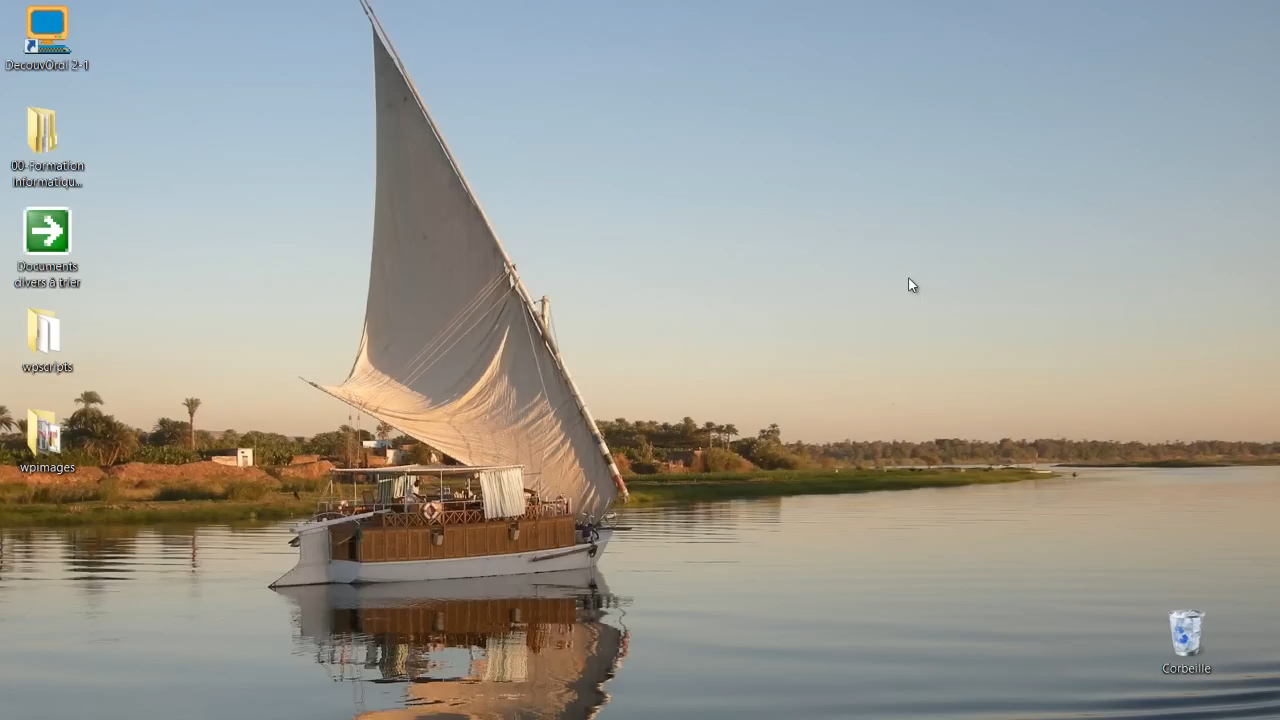 DecouvOrdi 2-1
00-Formation
Informatiqu...
Documents
divers à trier
wpscripts
wpimages
Corbeille